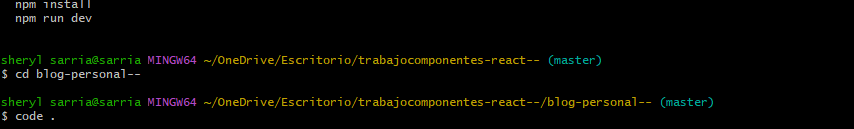 npm install
npm run dev
sheryl sarria@sarria MINGW64 ~/OneDrive/Escritorio/trabajocomponentes-react-- (master)
$ cd blog-personal--
sheryl sarria@sarria MINGW64 ~/OneDrive/Escritorio/trabajocomponentes-react--/blog-personal-- (master)
$ code .